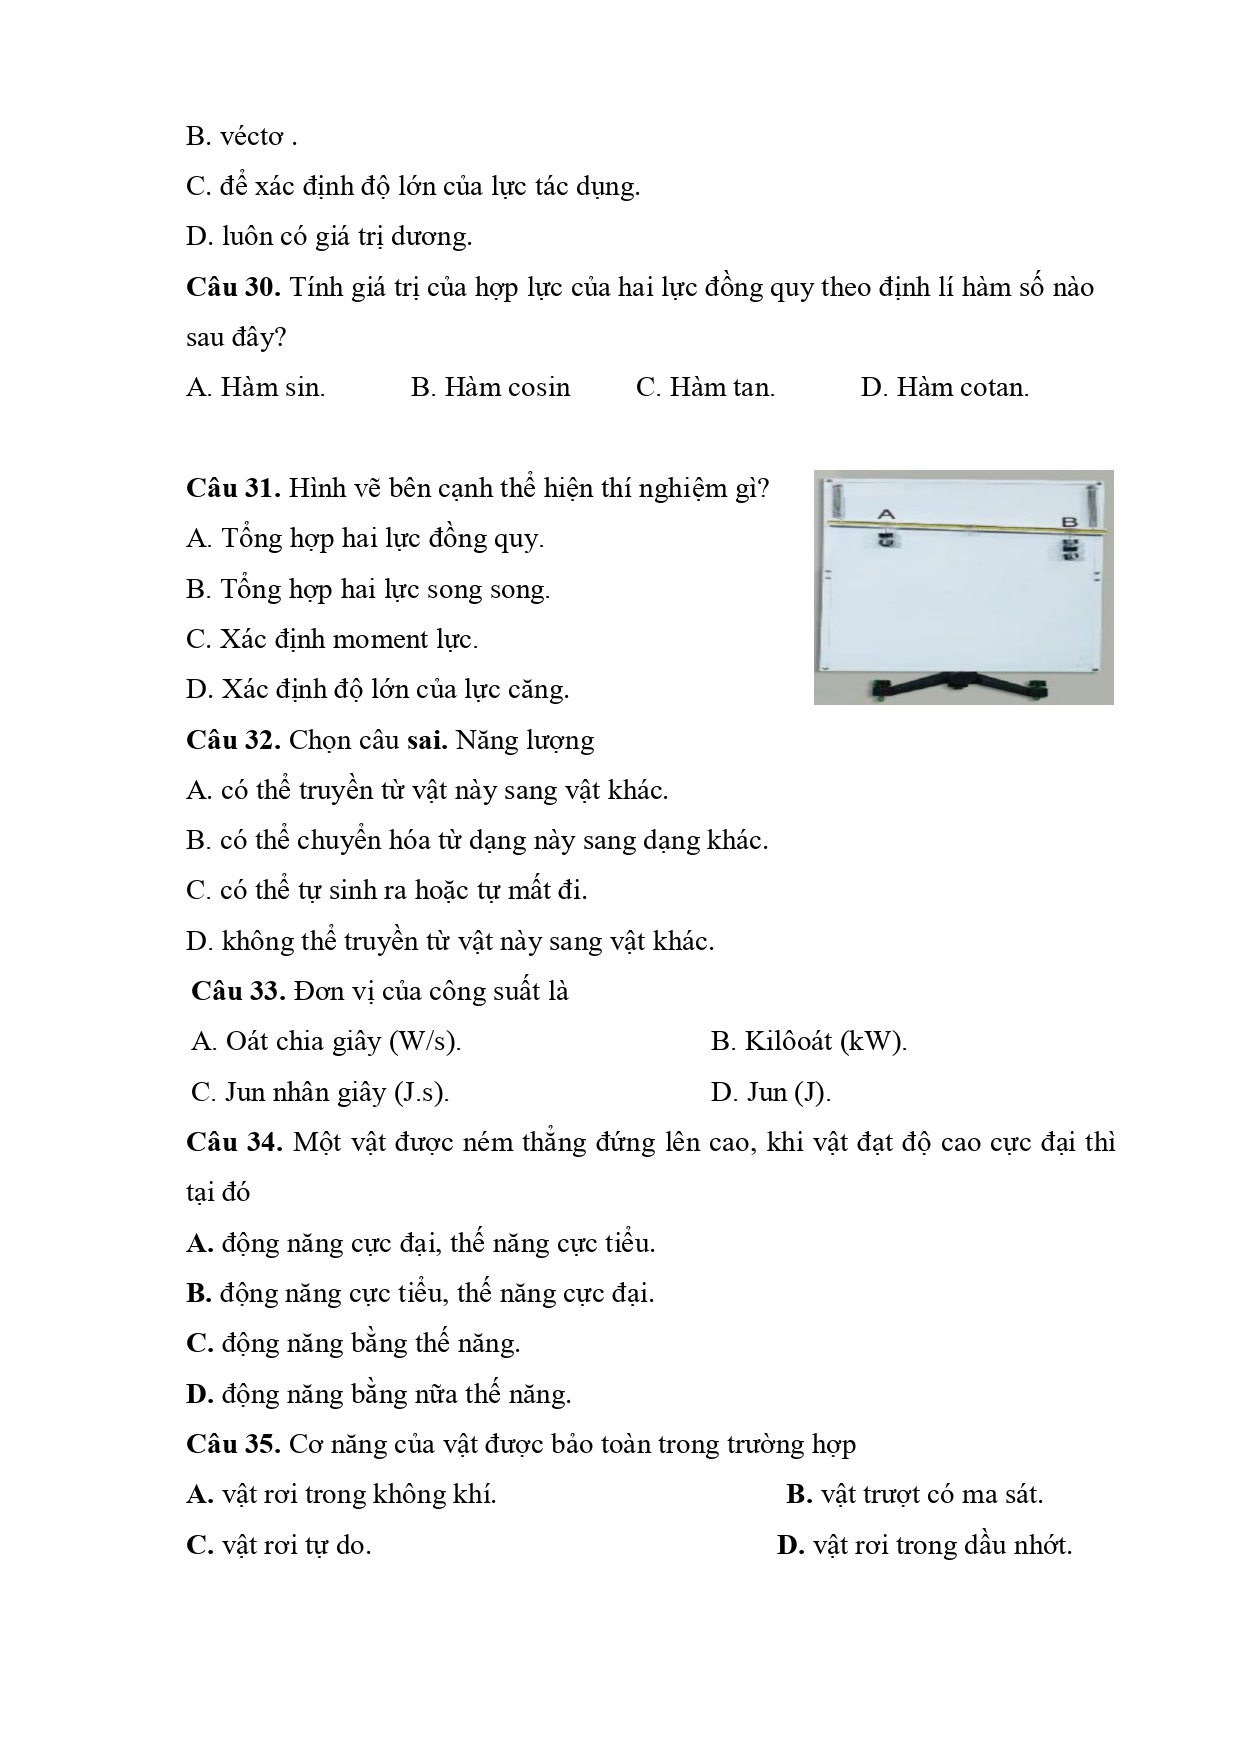 B. véctơ .
C. để xác định độ lớn của lực tác dụng.
D. luôn có giá trị dương.
Câu 30. Tính giá trị của hợp lực của hai lực đồng quy theo định lí hàm số nào
sau đây?
A. Hàm sin. B. Hàm cosin C. Hàm tan. D. Hàm cotan.
Câu 31. Hình vẽ bên cạnh thể hiện thí nghiệm gì?
A
B
A. Tổng hợp hai lực đồng quy.
B. Tổng hợp hai lực song song.
C. Xác định moment lực.
D. Xác định độ lớn của lực căng.
Câu 32. Chọn câu sai. Năng lượng
A. có thể truyền từ vật này sang vật khác.
B. có thể chuyển hóa từ dạng này sang dạng khác.
C. có thể tự sinh ra hoặc tự mất đi.
D. không thể truyền từ vật này sang vật khác.
Câu 33. Đơn vị của công suất là
A. Oát chia giây (W/s). B. Kilôoát (kW).
C. Jun nhân giây (J.s). D. Jun (J).
Câu 34. Một vật được ném thẳng đứng lên cao, khi vật đạt độ cao cực đại thì
tại đó
A. động năng cực đại, thế năng cực tiểu.
B. động năng cực tiểu, thế năng cực đại.
C. động năng bằng thế năng.
D. động năng bằng nữa thế năng.
Câu 35. Cơ năng của vật được bảo toàn trong trường hợp
A. vật rơi trong không khí. B. vật trượt có ma sát.
C. vật rơi tự do. D. vật rơi trong dầu nhớt.